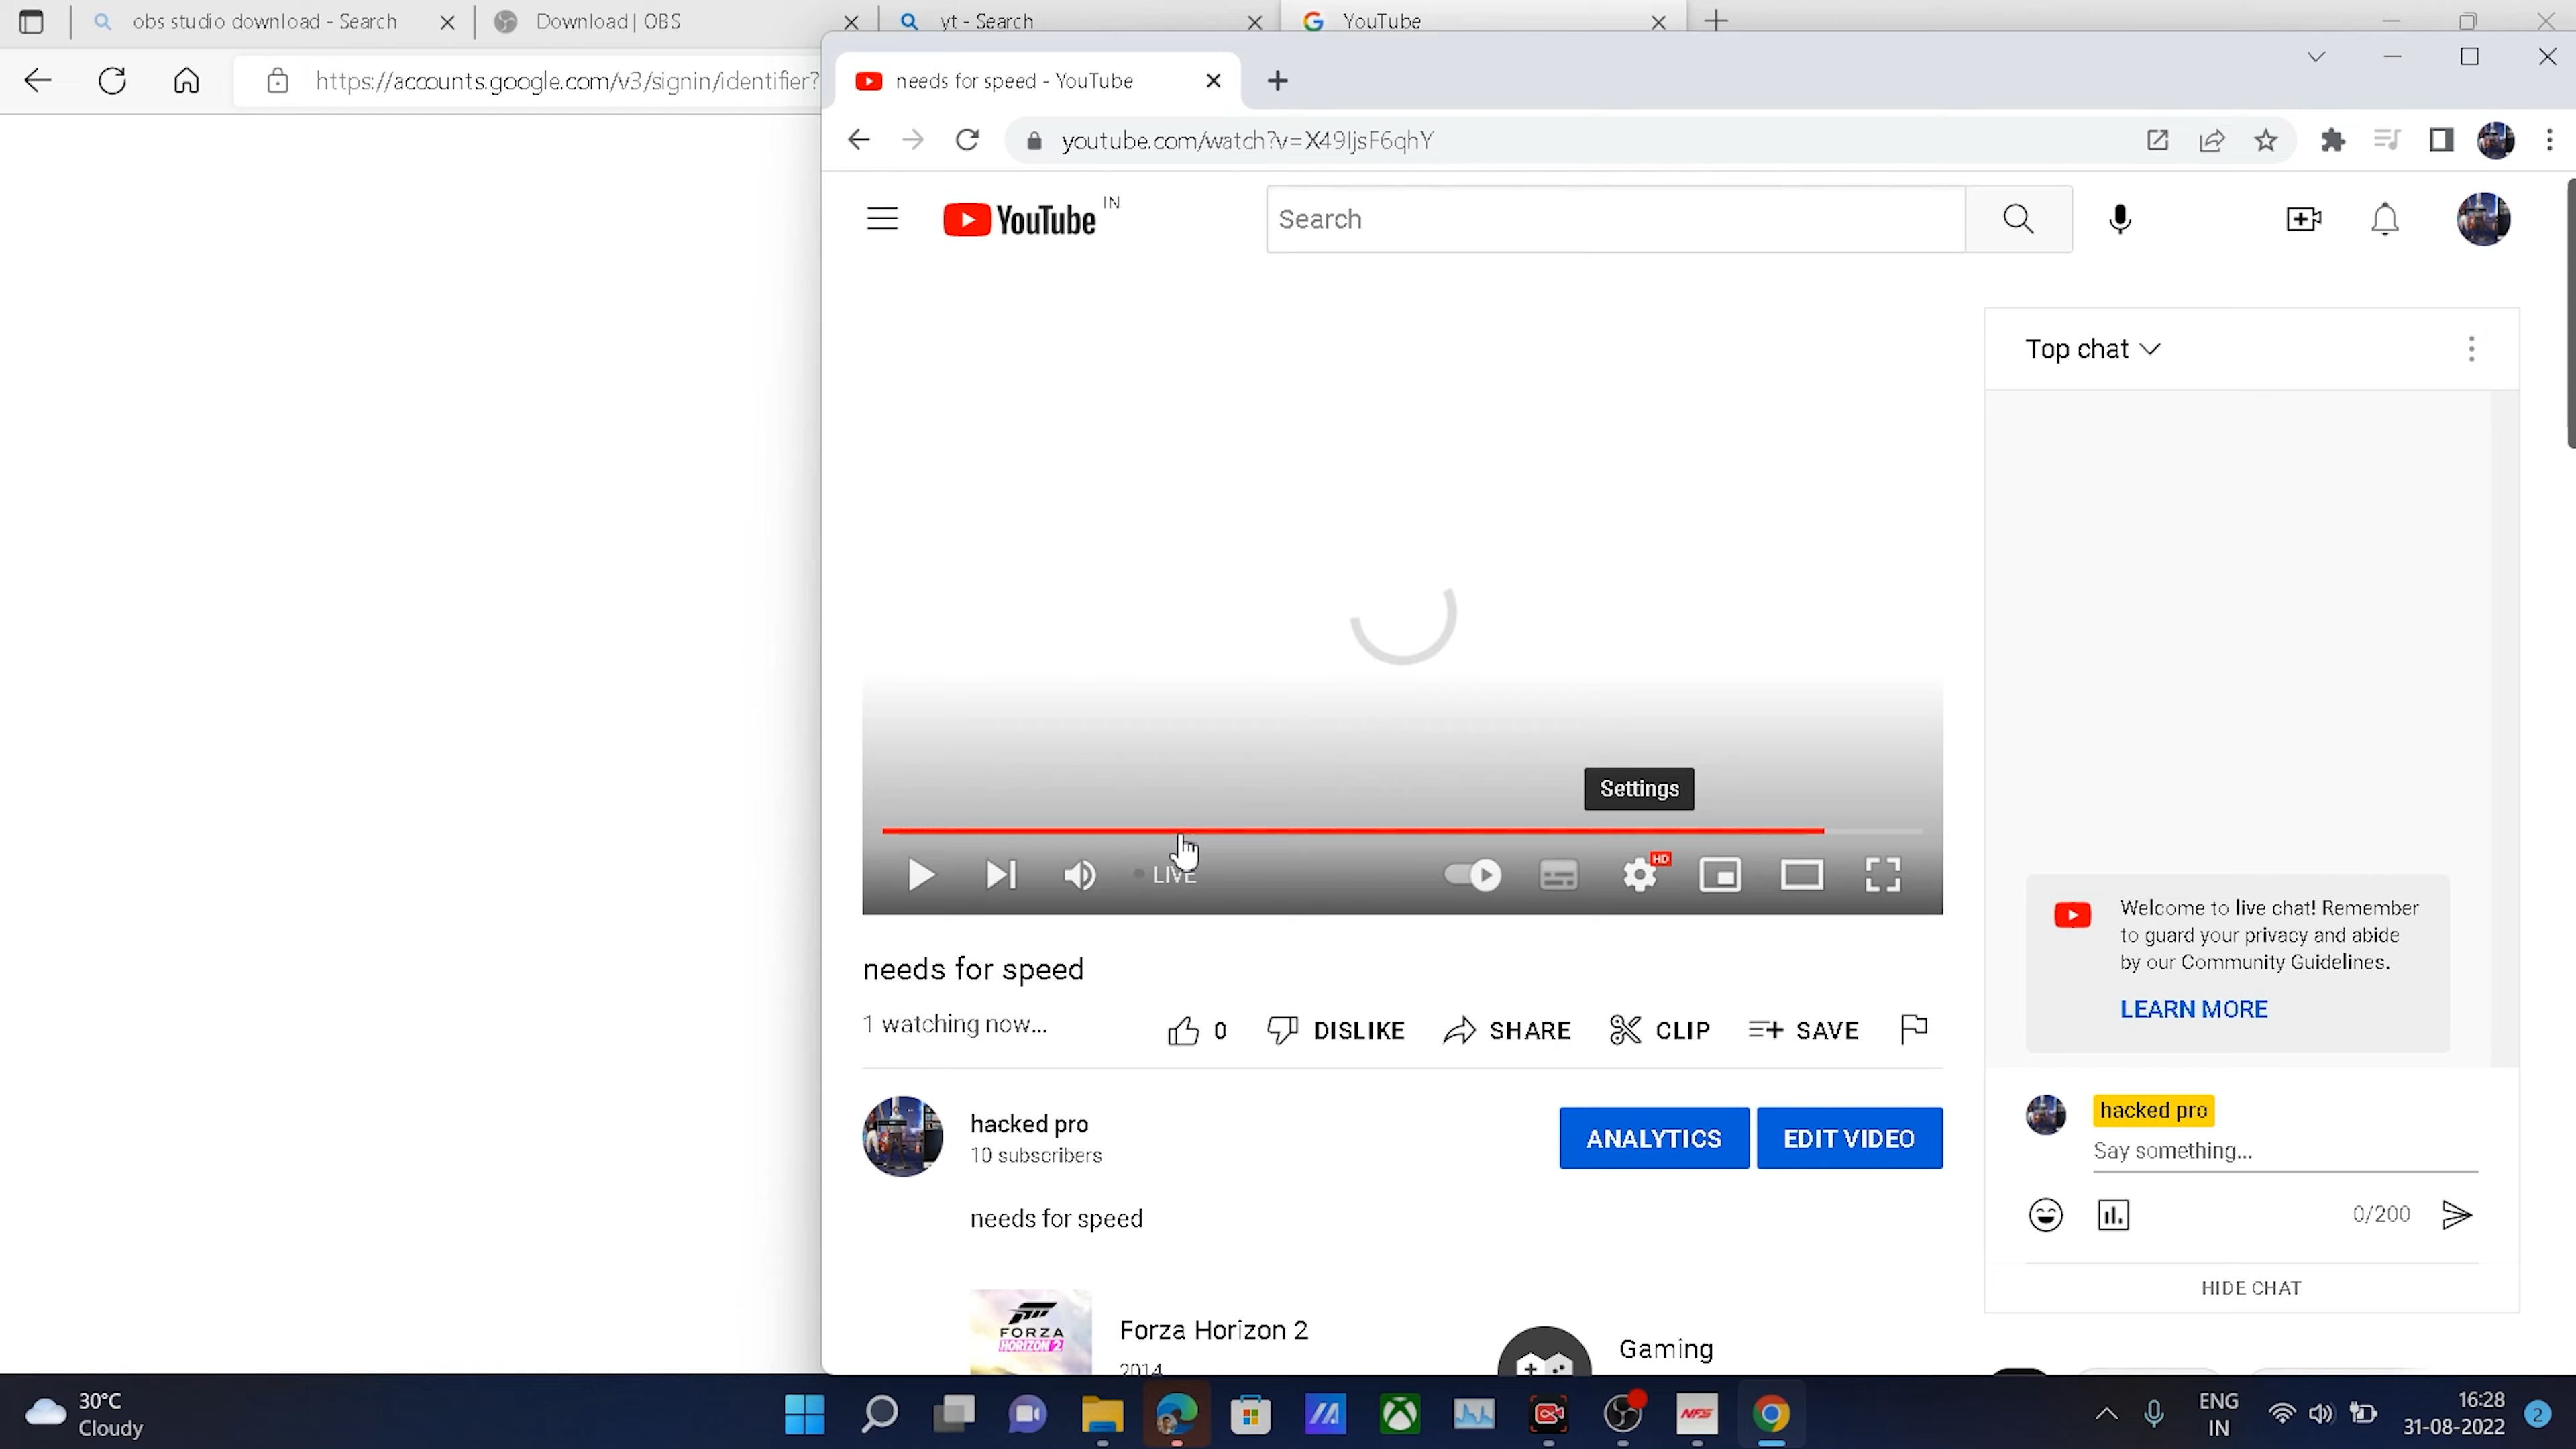 obs studio download - Search
Download | OBS
yt - Search
YouTube
https://accounts.google.com/v3/signin/identifier?
needs for speed - YouTube
youtube.com/watch?v=X49IjsF6qhY
YouTube IN
Search
Top chat
Settings
LIVE
HD
needs for speed
1 watching now...
0
DISLIKE
SHARE
CLIP
SAVE
Welcome to live chat! Remember
to guard your privacy and abide
by our Community Guidelines.
LEARN MORE
hacked pro
10 subscribers
ANALYTICS
EDIT VIDEO
needs for speed
hacked pro
Say something...
0/200
HIDE CHAT
FORZA
HORIZON 2
Forza Horizon 2
2014
Gaming
30°C
Cloudy
NFS
ENG
IN
16:28
31-08-2022
2